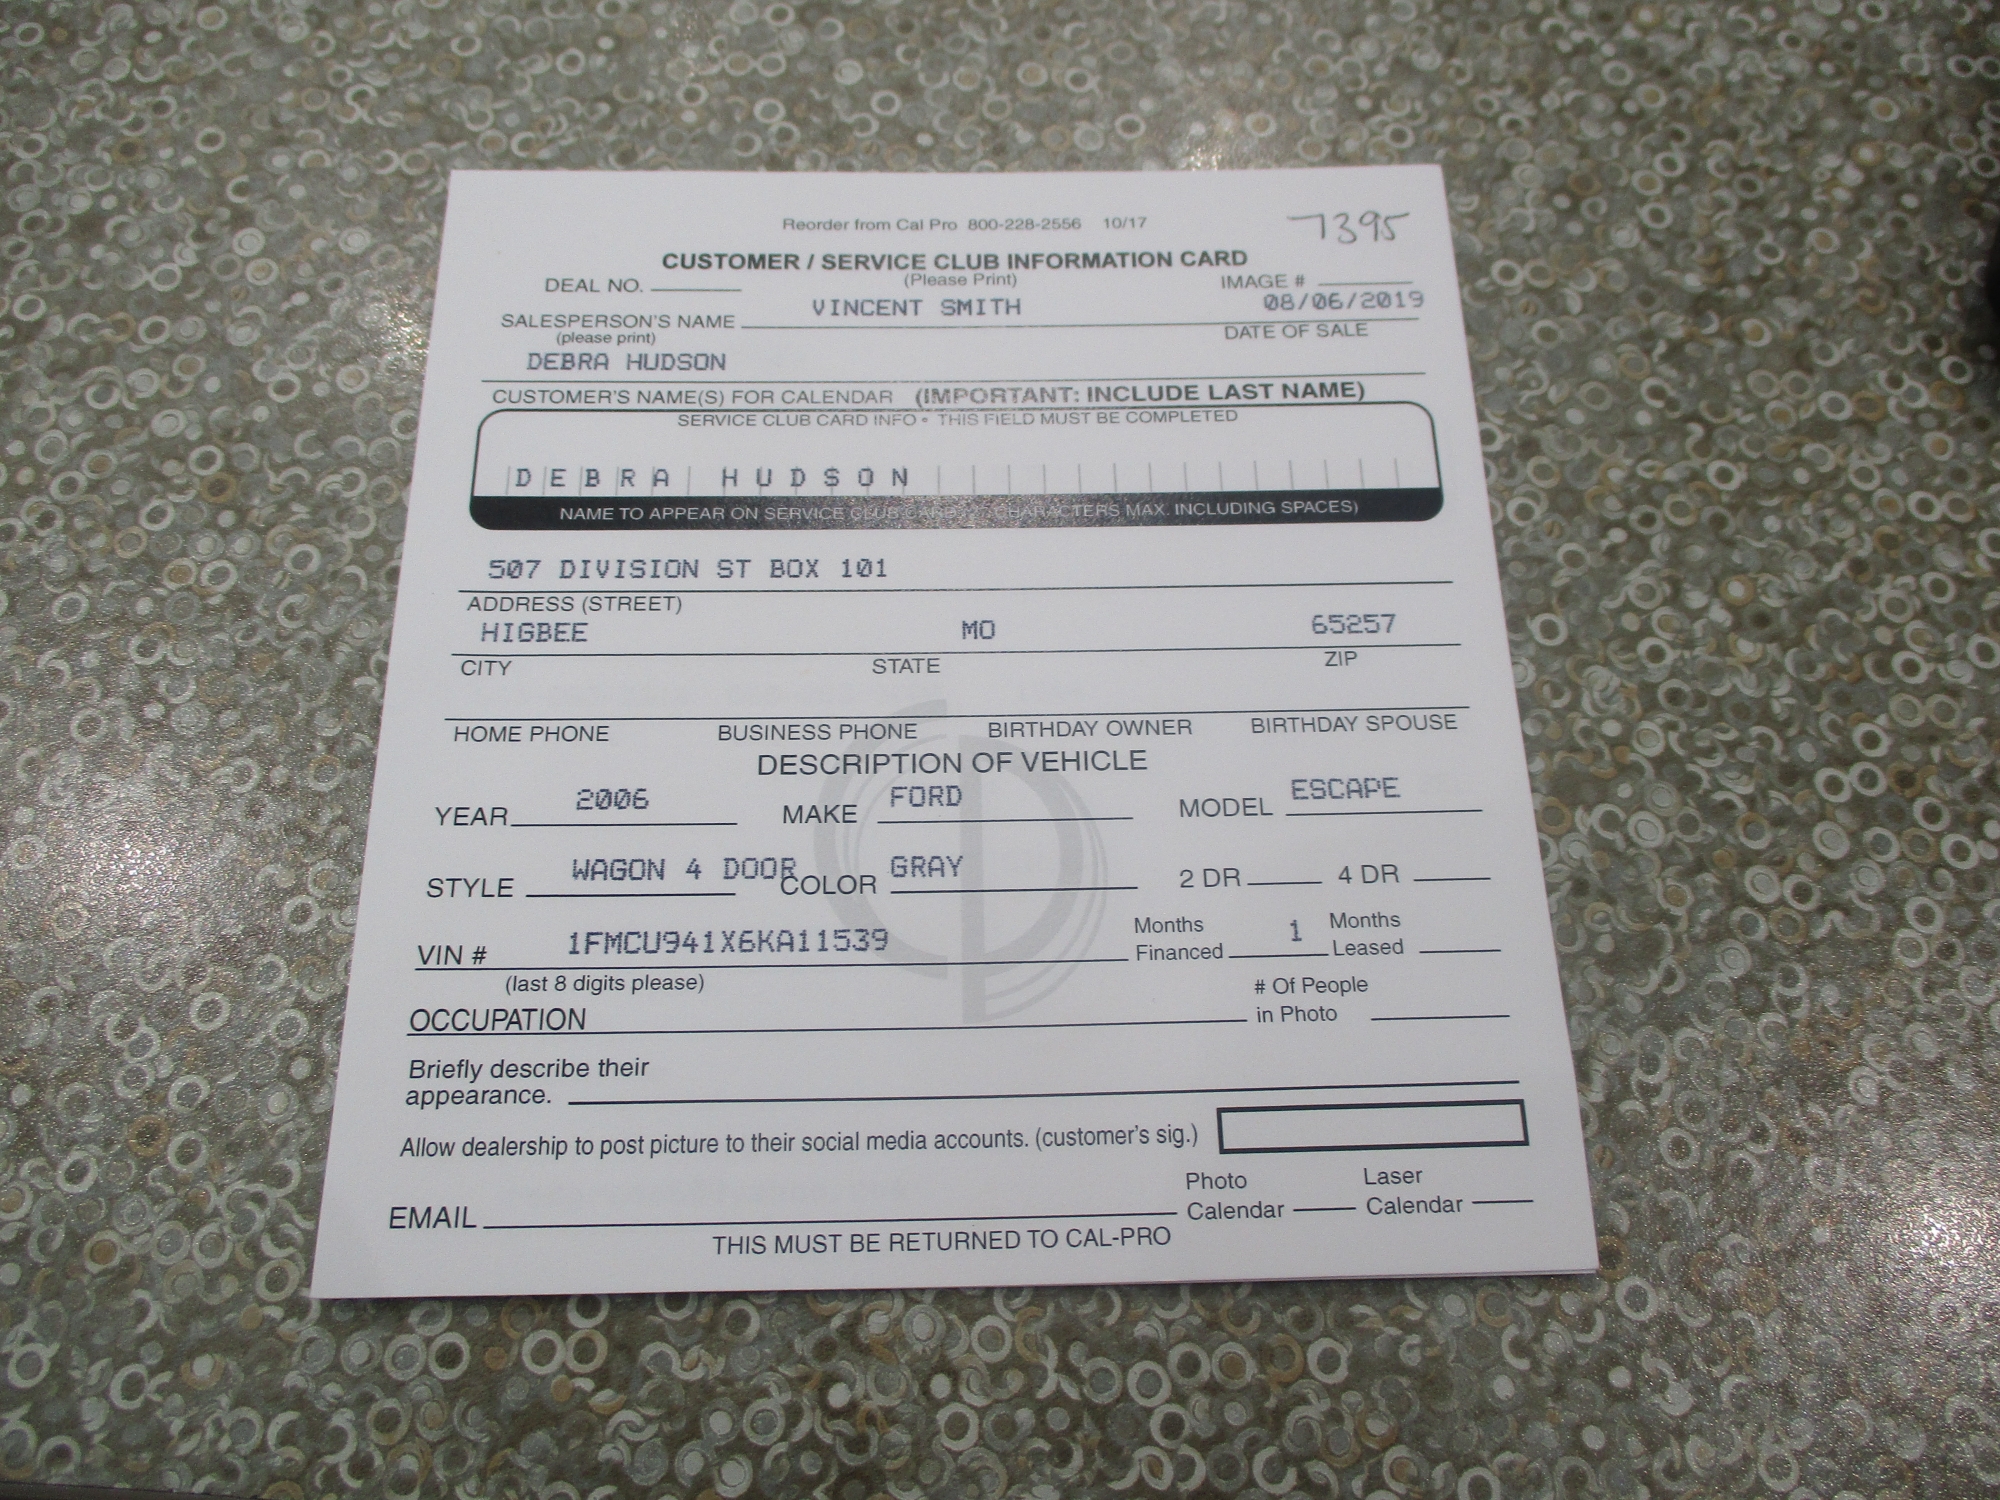 Reorder from Cal Pro 800-228-2556 10/17 7395
CUSTOMER / SERVICE CLUB INFORMATION CARD
DEAL NO. (Please Print) IMAGE #
VINCENT SMITH 08/06/2019
SALESPERSON'S NAME DATE OF SALE
(please print)
DEBRA HUDSON
CUSTOMER'S NAME(S) FOR CALENDAR (IMPORTANT: INCLUDE LAST NAME)
SERVICE CLUB CARD INFO • THIS FIELD MUST BE COMPLETED
DEBRA HUDSON
NAME TO APPEAR ON SERVICE CLUB CARD CHARACTERS MAX. INCLUDING SPACES)
507 DIVISION ST BOX 101
ADDRESS (STREET)
HIGBEE MO 65257
CITY STATE ZIP
HOME PHONE BUSINESS PHONE BIRTHDAY OWNER BIRTHDAY SPOUSE
DESCRIPTION OF VEHICLE
YEAR 2006 MAKE FORD MODEL ESCAPE
STYLE WAGON 4 DOOR COLOR GRAY 2 DR 4 DR
VIN # 1FMCU941X6KA11539 Months Financed 1 Months Leased
(last 8 digits please)
OCCUPATION # Of People in Photo
Briefly describe their
appearance.
Allow dealership to post picture to their social media accounts. (customer's sig.)
EMAIL Photo Calendar Laser Calendar
THIS MUST BE RETURNED TO CAL-PRO